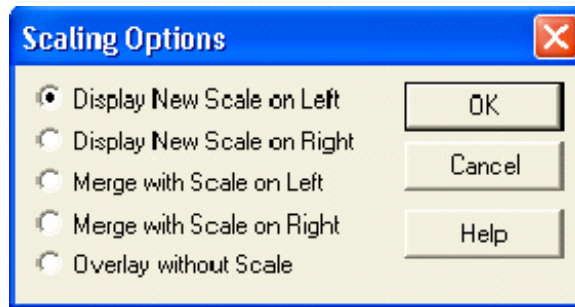 Scaling Options
Display New Scale on Left
Display New Scale on Right
Merge with Scale on Left
Merge with Scale on Right
Overlay without Scale
OK
Cancel
Help